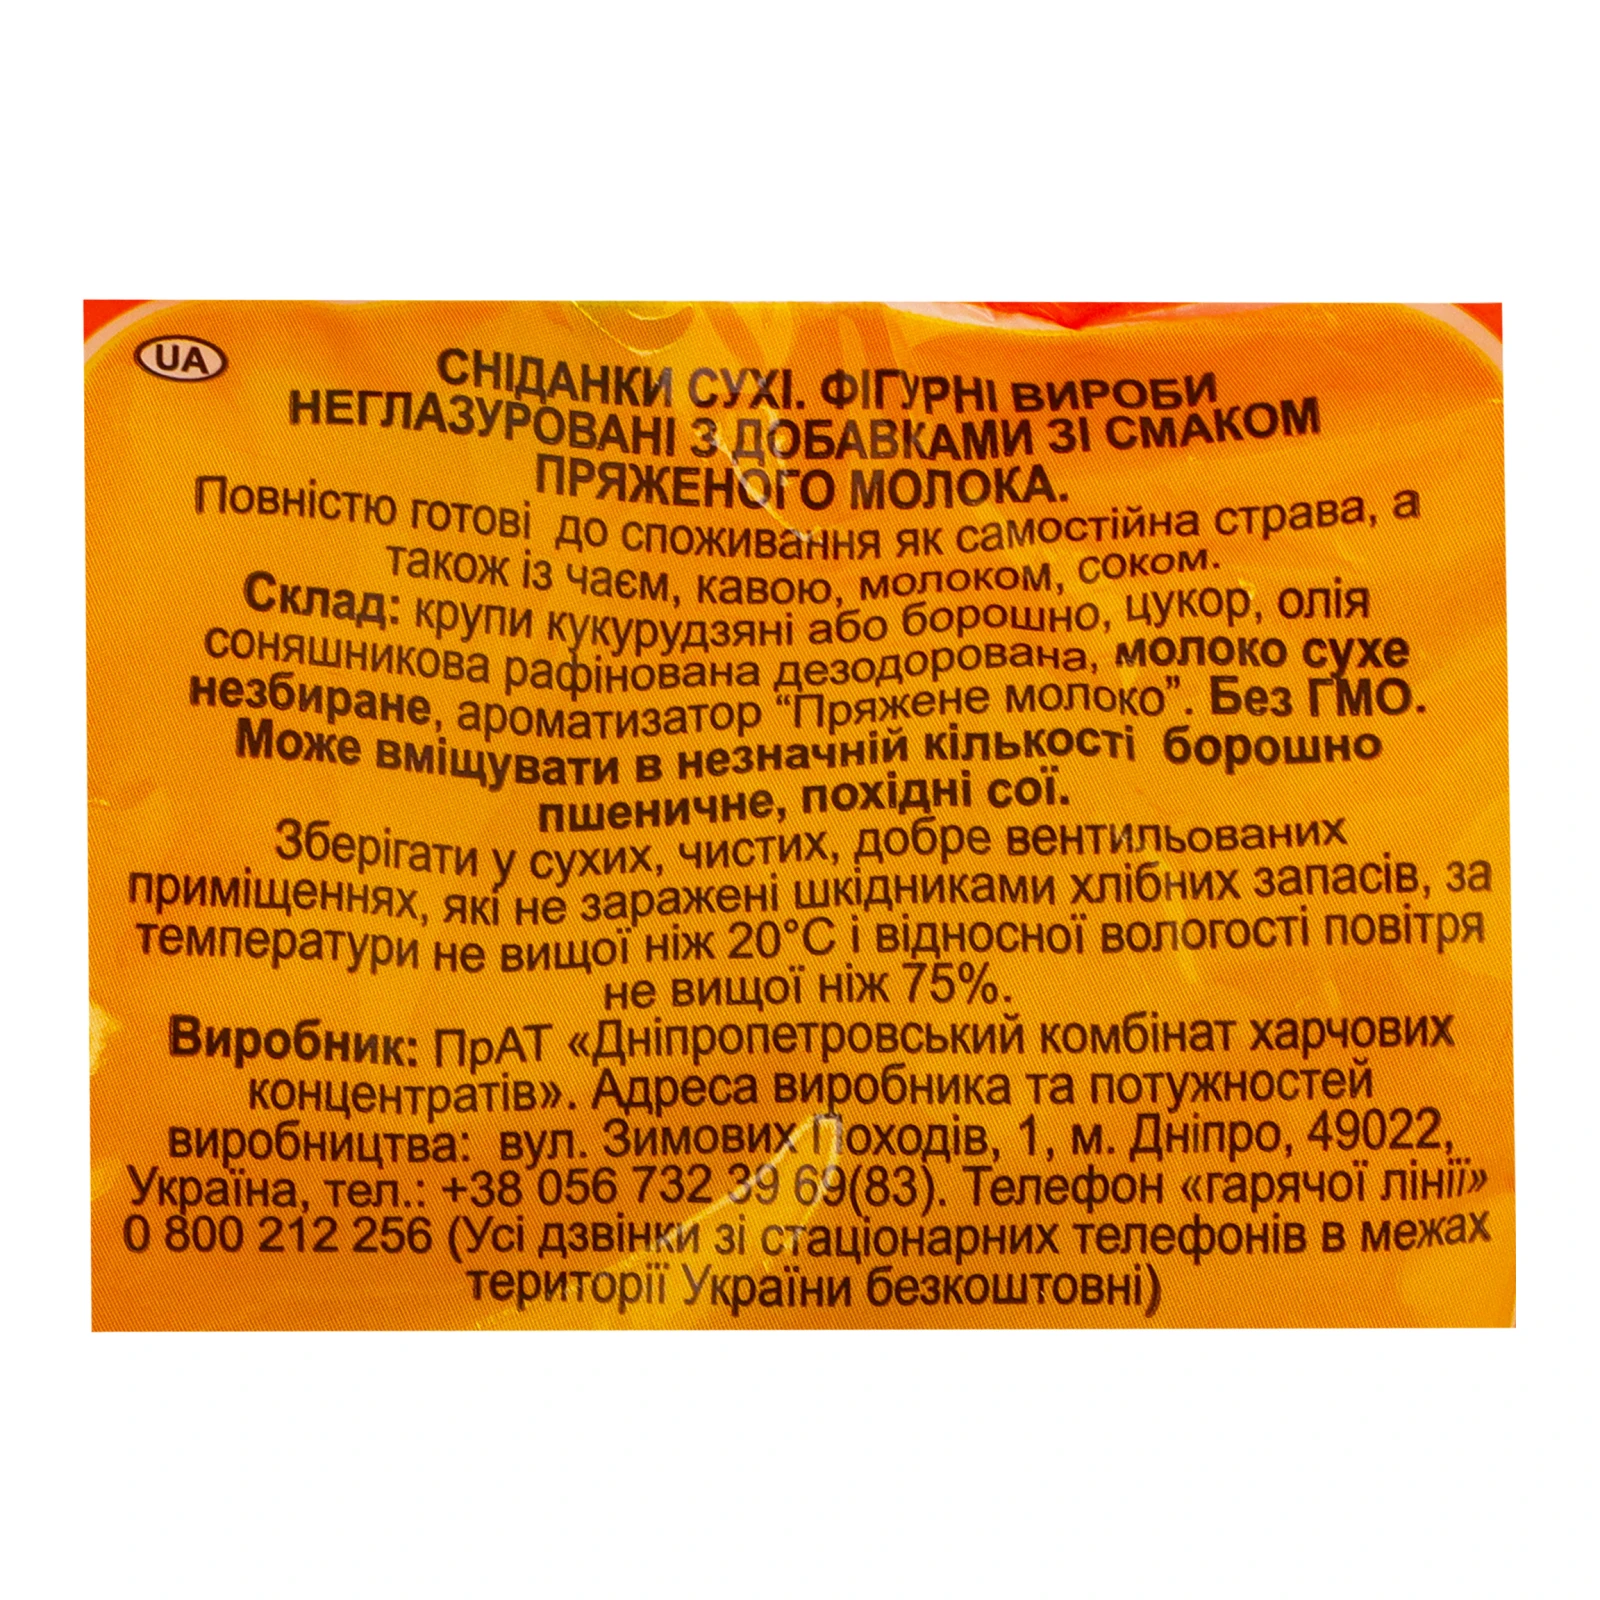 UA
СНІДАНКИ СУХІ. ФІГУРНІ ВИРОБИ
НЕГЛАЗУРОВАНІ З ДОБАВКАМИ ЗІ СМАКОМ
ПРЯЖЕНОГО МОЛОКА.
Повністю готові до споживання як самостійна страва, а
також із чаєм, кавою, молоком, соком.
Склад: крупи кукурудзяні або борошно, цукор, олія
соняшникова рафінована дезодорована, молоко сухе
незбиране, ароматизатор “Пряжене молоко”. Без ГМО.
Може вміщувати в незначній кількості борошно
пшеничне, похідні сої.
Зберігати у сухих, чистих, добре вентильованих
приміщеннях, які не заражені шкідниками хлібних запасів, за
температури не вищої ніж 20°С і відносної вологості повітря
не вищої ніж 75%.
Виробник: ПрАТ «Дніпропетровський комбінат харчових
концентратів». Адреса виробника та потужностей
виробництва: вул. Зимових Походів, 1, м. Дніпро, 49022,
Україна, тел.: +38 056 732 39 69(83). Телефон «гарячої лінії»
0 800 212 256 (Усі дзвінки зі стаціонарних телефонів в межах
території України безкоштовні)